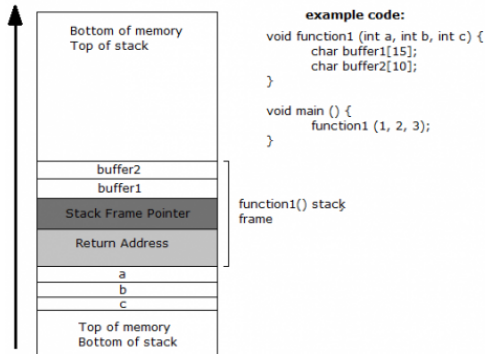 Bottom of memory
Top of stack
buffer2
buffer1
Stack Frame Pointer
Return Address
a
b
c
Top of memory
Bottom of stack
function1() stack
frame
example code:
void function1 (int a, int b, int c) {
char buffer1[15];
char buffer2[10];
}
void main () {
function1 (1, 2, 3);
}